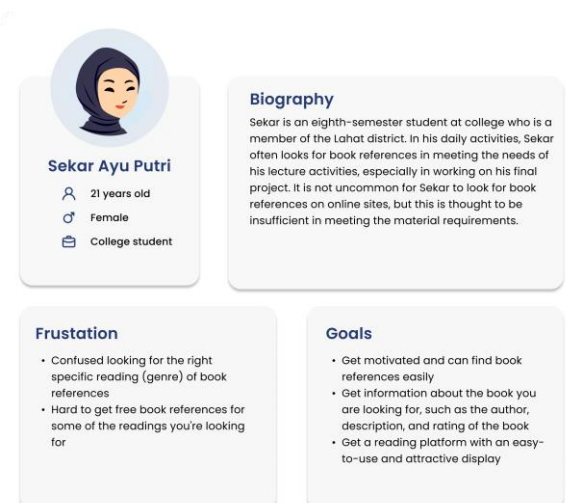 Sekar Ayu Putri
21 years old
Female
College student
Biography
Sekar is an eighth-semester student at college who is a
member of the Lahat district. In his daily activities, Sekar
often looks for book references in meeting the needs of
his lecture activities, especially in working on his final
project. It is not uncommon for Sekar to look for book
references on online sites, but this is thought to be
insufficient in meeting the material requirements.
Frustation
• Confused looking for the right
specific reading (genre) of book
references
• Hard to get free book references for
some of the readings you're looking
for
Goals
• Get motivated and can find book
references easily
• Get information about the book you
are looking for, such as the author,
description, and rating of the book
• Get a reading platform with an easy-
to-use and attractive display